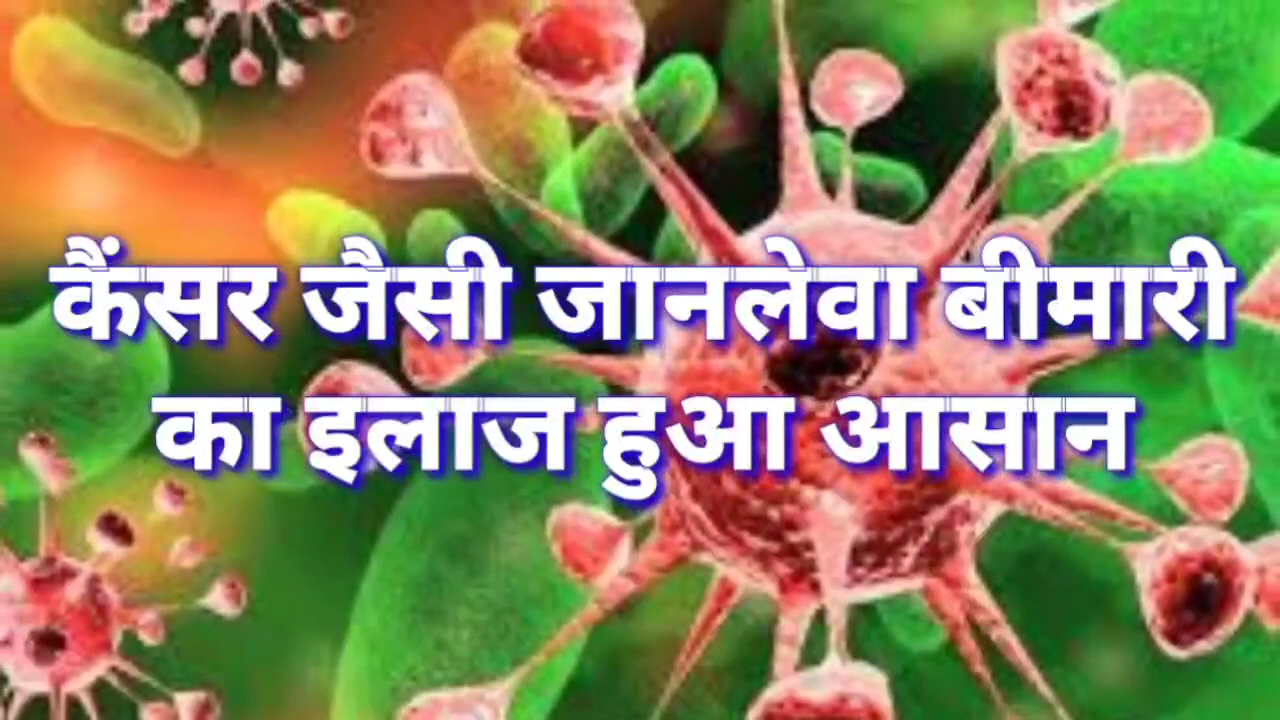 कैंसर जैसी जानलेवा बीमारी
का इलाज हुआ आसान